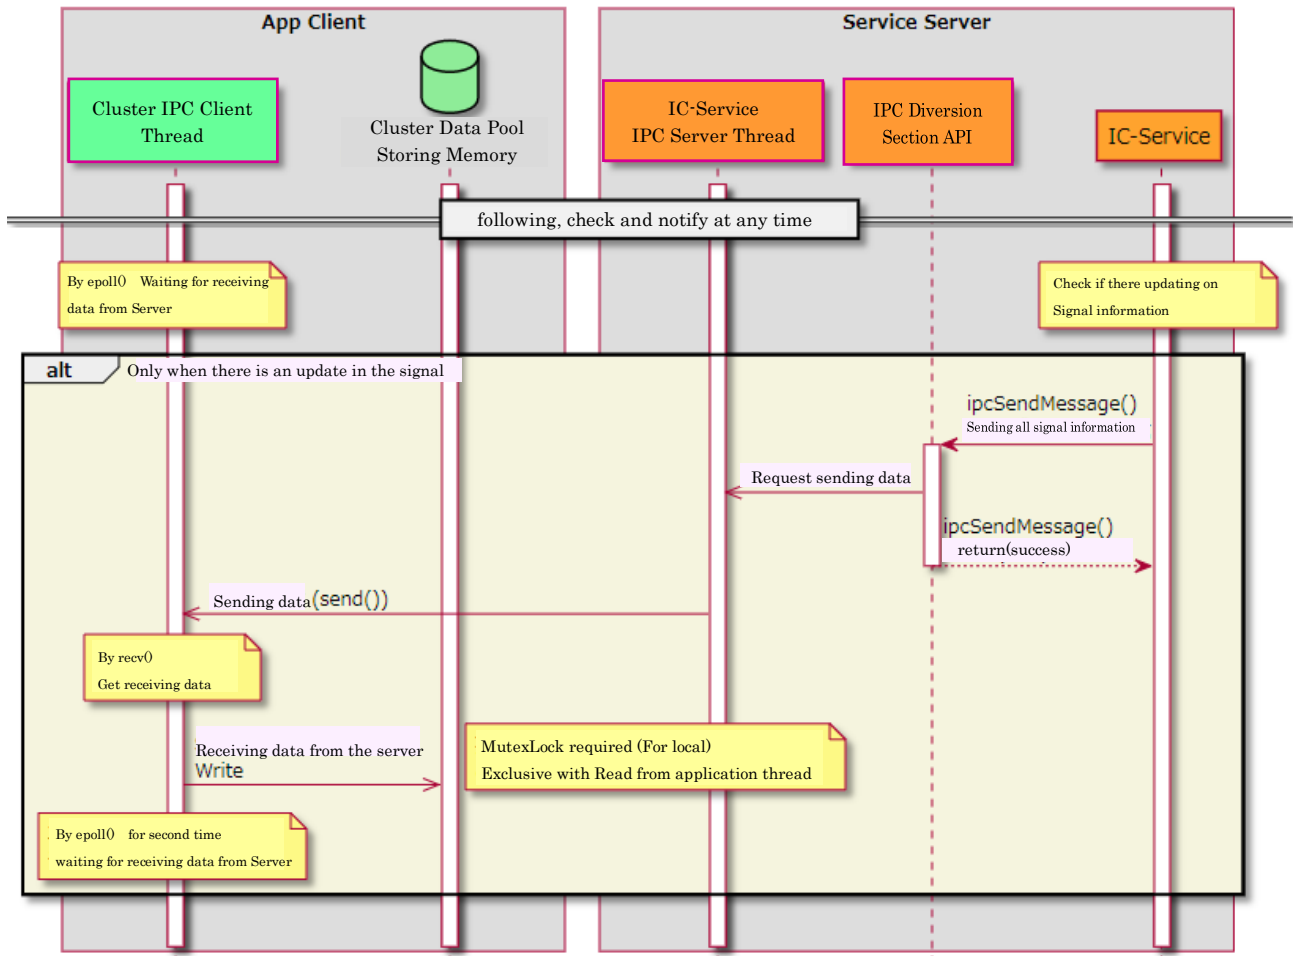 App Client
Service Server
Cluster IPC Client
Thread
Cluster Data Pool
Storing Memory
IC-Service
IPC Server Thread
IPC Diversion
Section API
IC-Service
following, check and notify at any time
By epoll() Waiting for receiving
data from Server
Check if there updating on
Signal information
alt
Only when there is an update in the signal
ipcSendMessage()
Sending all signal information
Request sending data
ipcSendMessage()
return(success)
Sending data(send())
By recv()
Get receiving data
Receiving data from the server
Write
MutexLock required (For local)
Exclusive with Read from application thread
By epoll() for second time
waiting for receiving data from Server